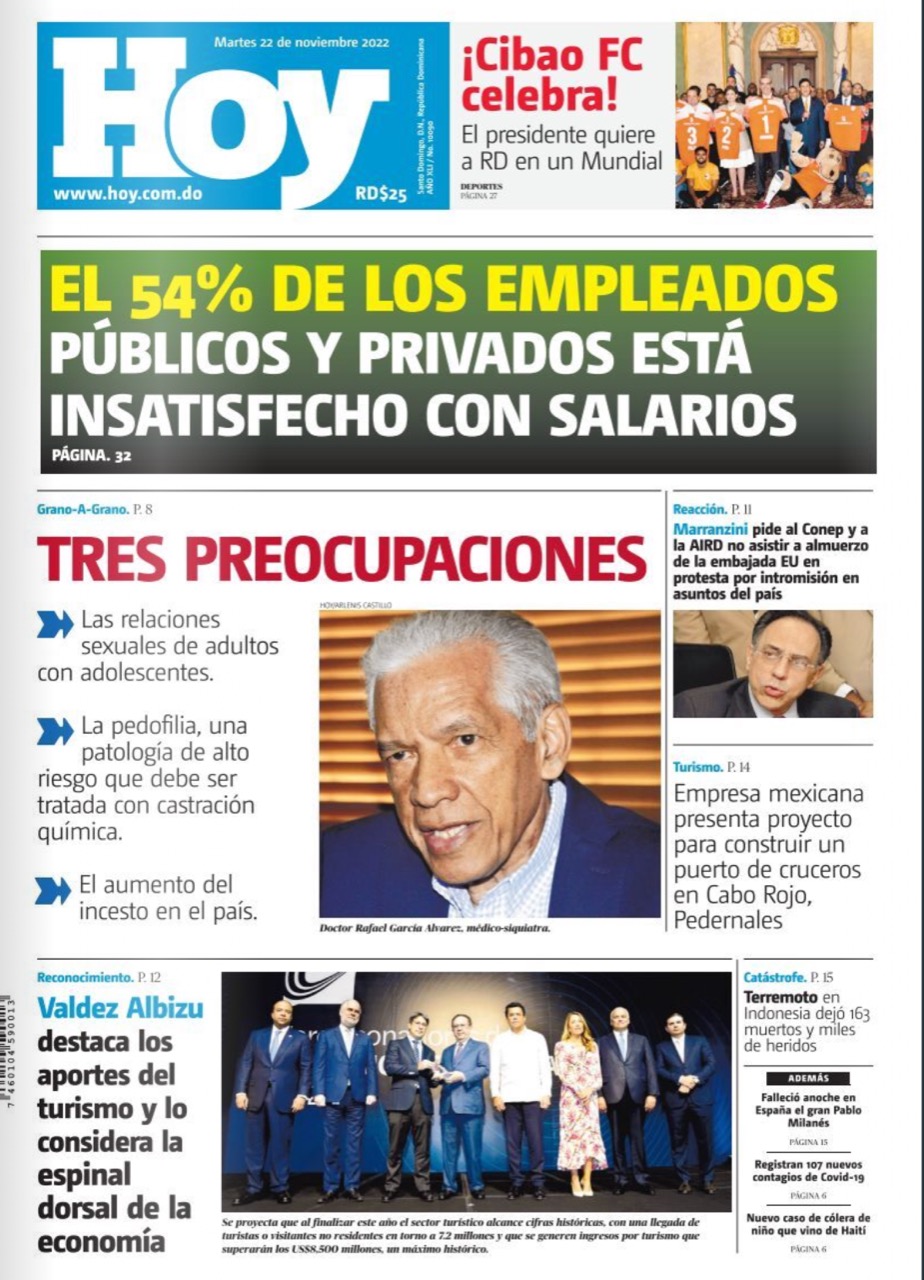 Martes 22 de noviembre 2022
Hoy
www.hoy.com.do
RD$25
Santo Domingo, D.N., República Dominicana
AÑO XLI / No. 10090
¡Cibao FC
celebra!
El presidente quiere
a RD en un Mundial
DEPORTES
PÁGINA 27
3
2
1
EL 54% DE LOS EMPLEADOS
PÚBLICOS Y PRIVADOS ESTÁ
INSATISFECHO CON SALARIOS
PÁGINA. 32
Grano-A-Grano. P. 8
TRES PREOCUPACIONES
Las relaciones
sexuales de adultos
con adolescentes.
La pedofilia, una
patología de alto
riesgo que debe ser
tratada con castración
química.
El aumento del
incesto en el país.
HOY/ARLENIS CASTILLO
Doctor Rafael García Alvarez, médico-siquiatra.
Reacción. P. 11
Marranzini pide al Conep y a
la AIRD no asistir a almuerzo
de la embajada EU en
protesta por intromisión en
asuntos del país
Turismo. P. 14
Empresa mexicana
presenta proyecto
para construir un
puerto de cruceros
en Cabo Rojo,
Pedernales
Reconocimiento. P. 12
Valdez Albizu
destaca los
aportes del
turismo y lo
considera la
espinal
dorsal de la
economía
Se proyecta que al finalizar este año el sector turístico alcance cifras históricas, con una llegada de
turistas o visitantes no residentes en torno a 7.2 millones y que se generen ingresos por turismo que
superarán los US$8,500 millones, un máximo histórico.
Catástrofe. P. 15
Terremoto en
Indonesia dejó 163
muertos y miles
de heridos
ADEMÁS
Falleció anoche en
España el gran Pablo
Milanés
PÁGINA 15
Registran 107 nuevos
contagios de Covid-19
PÁGINA 6
Nuevo caso de cólera de
niño que vino de Haití
PÁGINA 6
7 460104 590013